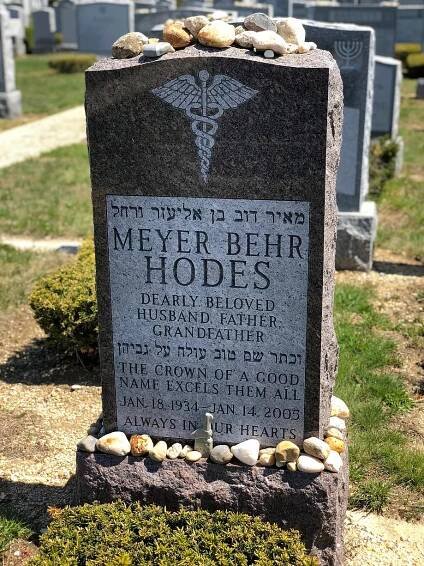 מאיר דוב בן אליעזר ורחל
MEYER BEHR
HODES
DEARLY BELOVED
HUSBAND, FATHER,
GRANDFATHER
וכתר שם טוב עולה על גביהן
THE CROWN OF A GOOD
NAME EXCELS THEM ALL
JAN. 18, 1934 – JAN. 14, 2005
ALWAYS IN OUR HEARTS